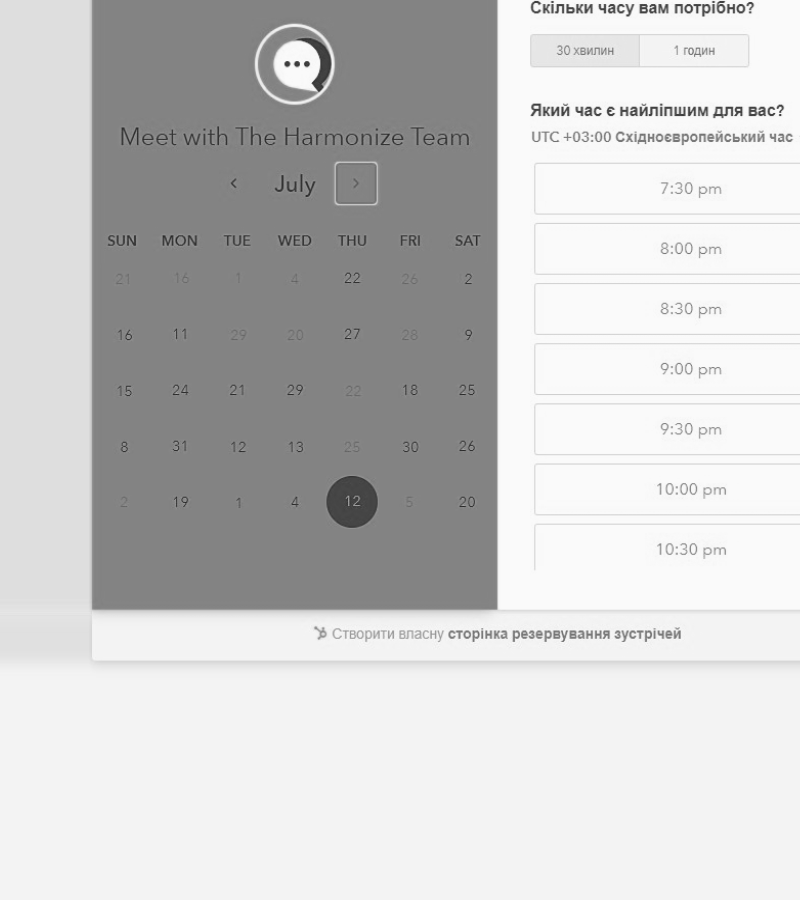 Meet with The Harmonize Team
July
SUN MON TUE WED THU FRI SAT
21 16 1 4 22 26 2
16 11 29 20 27 28 9
15 24 21 29 22 18 25
8 31 12 13 25 30 26
2 19 1 4 12 5 20
Скільки часу вам потрібно?
30 хвилин 1 годин
Який час є найліпшим для вас?
UTC +03:00 Східноєвропейський час
7:30 pm
8:00 pm
8:30 pm
9:00 pm
9:30 pm
10:00 pm
10:30 pm
Створити власну сторінка резервування зустрічей